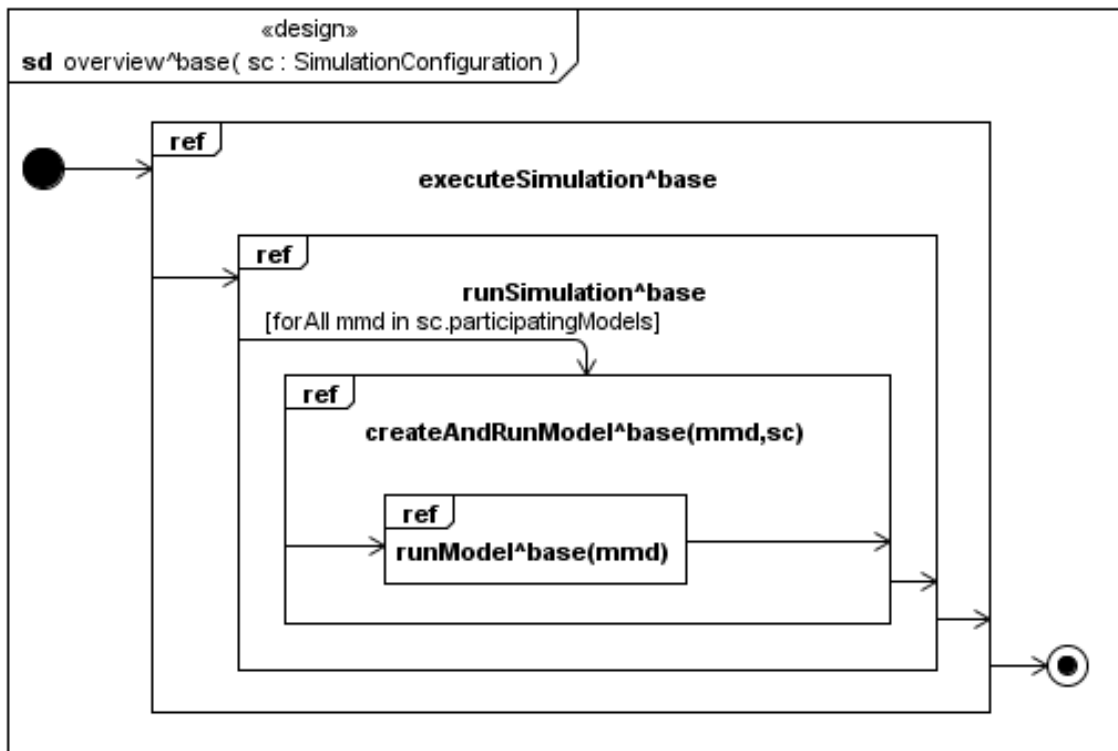 «design»
sd overview^base( sc : SimulationConfiguration )
ref
executeSimulation^base
ref
runSimulation^base
[forAll mmd in sc.participatingModels]
ref
createAndRunModel^base(mmd,sc)
ref
runModel^base(mmd)